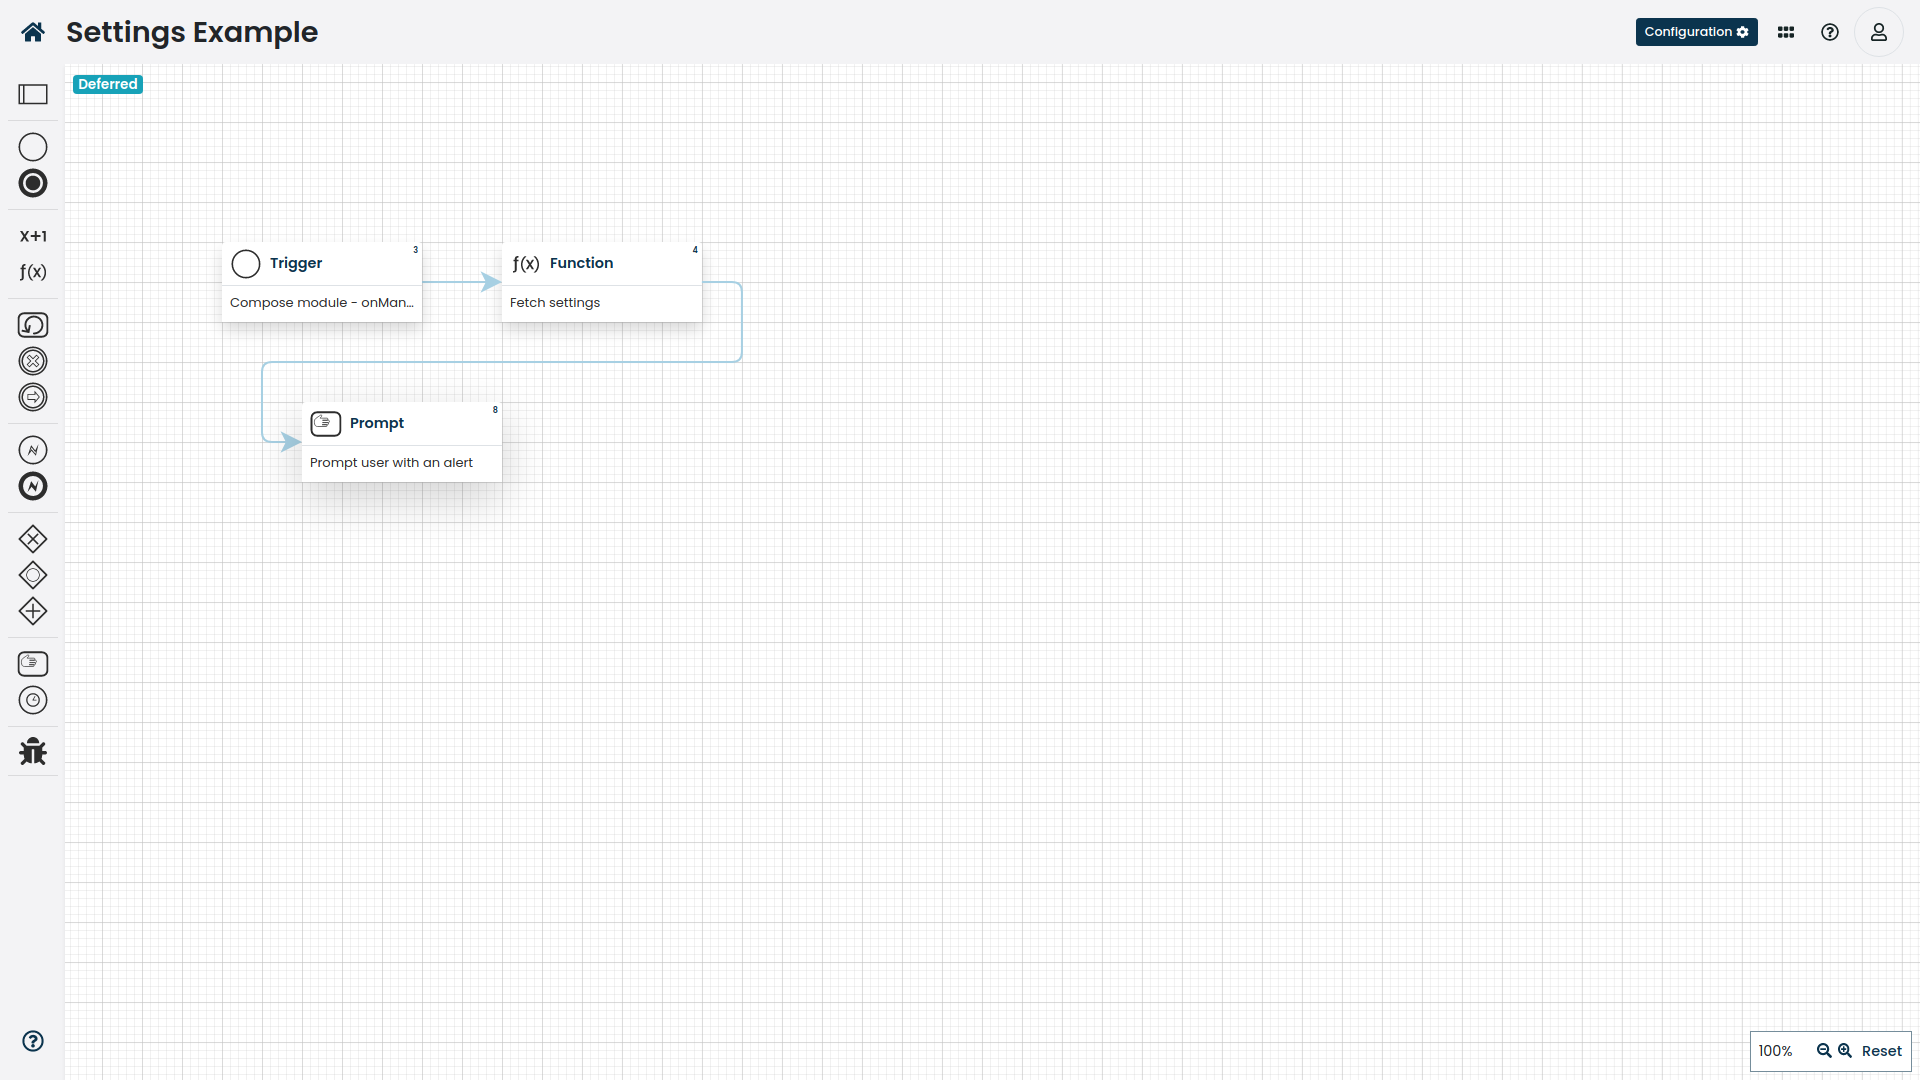 Settings Example
Configuration
Deferred
X+1
ƒ(x)
Trigger
3
Compose module - onMan...
ƒ(x) Function
4
Fetch settings
Prompt
8
Prompt user with an alert
100%
Reset